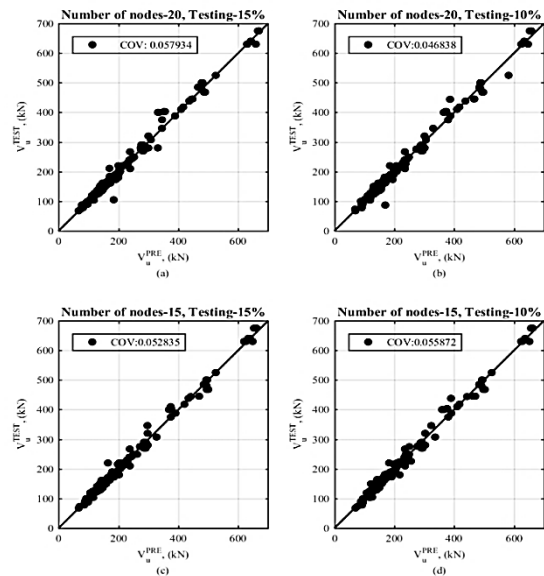 Number of nodes-20, Testing-15%
700
600
500
400
300
200
100
0
COV: 0.057934
V_u^TEST, (kN)
0 200 400 600
V_u^PRE, (kN)
(a)
Number of nodes-20, Testing-10%
700
600
500
400
300
200
100
0
COV:0.046838
V_u^TEST, (kN)
0 200 400 600
V_u^PRE, (kN)
(b)
Number of nodes-15, Testing-15%
700
600
500
400
300
200
100
0
COV:0.052835
V_u^TEST, (kN)
0 200 400 600
V_u^PRE, (kN)
(c)
Number of nodes-15, Testing-10%
700
600
500
400
300
200
100
0
COV:0.055872
V_u^TEST, (kN)
0 200 400 600
V_u^PRE, (kN)
(d)